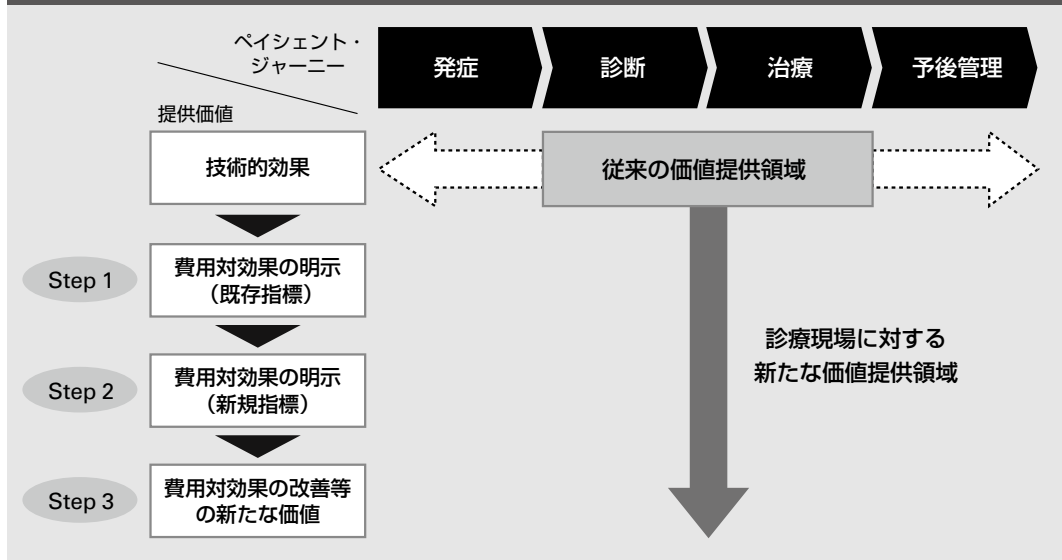 ペイシェント・
ジャーニー
発症
診断
治療
予後管理
提供価値
技術的効果
従来の価値提供領域
Step 1
費用対効果の明示
（既存指標）
診療現場に対する
新たな価値提供領域
Step 2
費用対効果の明示
（新規指標）
Step 3
費用対効果の改善等
の新たな価値